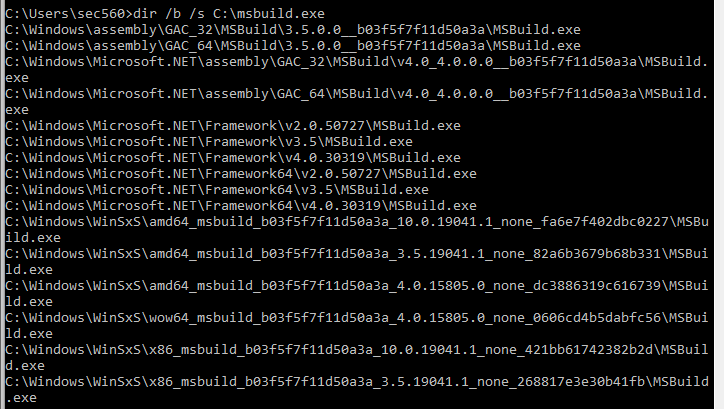 C:\Users\sec560>dir /b /s C:\msbuild.exe
C:\Windows\assembly\GAC_32\MSBuild\3.5.0.0__b03f5f7f11d50a3a\MSBuild.exe
C:\Windows\assembly\GAC_64\MSBuild\3.5.0.0__b03f5f7f11d50a3a\MSBuild.exe
C:\Windows\Microsoft.NET\assembly\GAC_32\MSBuild\v4.0_4.0.0.0__b03f5f7f11d50a3a\MSBuild.
exe
C:\Windows\Microsoft.NET\assembly\GAC_64\MSBuild\v4.0_4.0.0.0__b03f5f7f11d50a3a\MSBuild.
exe
C:\Windows\Microsoft.NET\Framework\v2.0.50727\MSBuild.exe
C:\Windows\Microsoft.NET\Framework\v3.5\MSBuild.exe
C:\Windows\Microsoft.NET\Framework\v4.0.30319\MSBuild.exe
C:\Windows\Microsoft.NET\Framework64\v2.0.50727\MSBuild.exe
C:\Windows\Microsoft.NET\Framework64\v3.5\MSBuild.exe
C:\Windows\Microsoft.NET\Framework64\v4.0.30319\MSBuild.exe
C:\Windows\WinSxS\amd64_msbuild_b03f5f7f11d50a3a_10.0.19041.1_none_fa6e7f402dbc0227\MSBu
ild.exe
C:\Windows\WinSxS\amd64_msbuild_b03f5f7f11d50a3a_3.5.19041.1_none_82a6b3679b68b331\MSBui
ld.exe
C:\Windows\WinSxS\amd64_msbuild_b03f5f7f11d50a3a_4.0.15805.0_none_dc3886319c616739\MSBui
ld.exe
C:\Windows\WinSxS\wow64_msbuild_b03f5f7f11d50a3a_4.0.15805.0_none_0606cd4b5dabfc56\MSBui
ld.exe
C:\Windows\WinSxS\x86_msbuild_b03f5f7f11d50a3a_10.0.19041.1_none_421bb61742382b2d\MSBuil
d.exe
C:\Windows\WinSxS\x86_msbuild_b03f5f7f11d50a3a_3.5.19041.1_none_268817e3e30b41fb\MSBuild
.exe